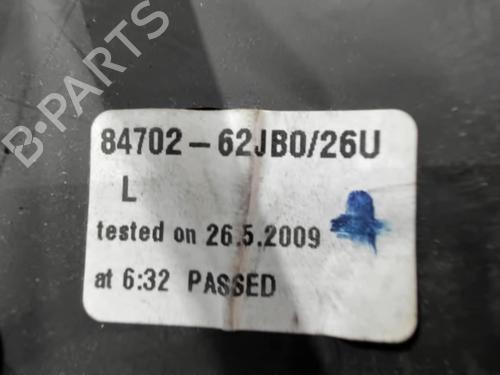 B-PARTS
84702-62JB0/26U
L
tested on 26.5.2009
at 6:32 PASSED